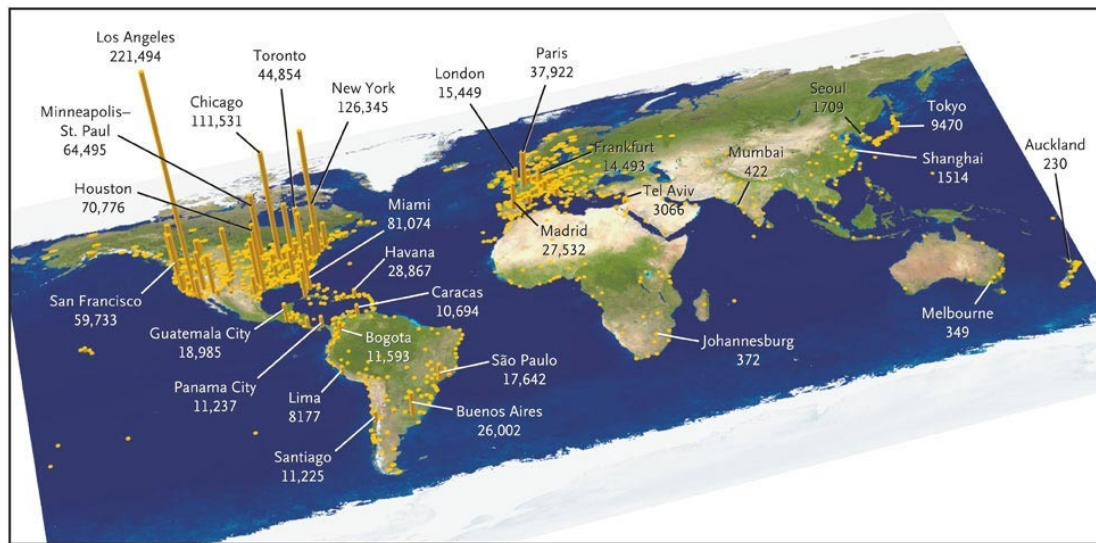 Los Angeles
221,494
Minneapolis–
St. Paul
64,495
Houston
70,776
Chicago
111,531
Toronto
44,854
New York
126,345
London
15,449
Paris
37,922
Frankfurt
14,493
Seoul
1709
Tokyo
9470
Mumbai
422
Shanghai
1514
Auckland
230
Tel Aviv
3066
Madrid
27,532
Miami
81,074
Havana
28,867
Caracas
10,694
San Francisco
59,733
Guatemala City
18,985
Bogota
11,593
Panama City
11,237
Lima
8177
São Paulo
17,642
Buenos Aires
26,002
Santiago
11,225
Johannesburg
372
Melbourne
349